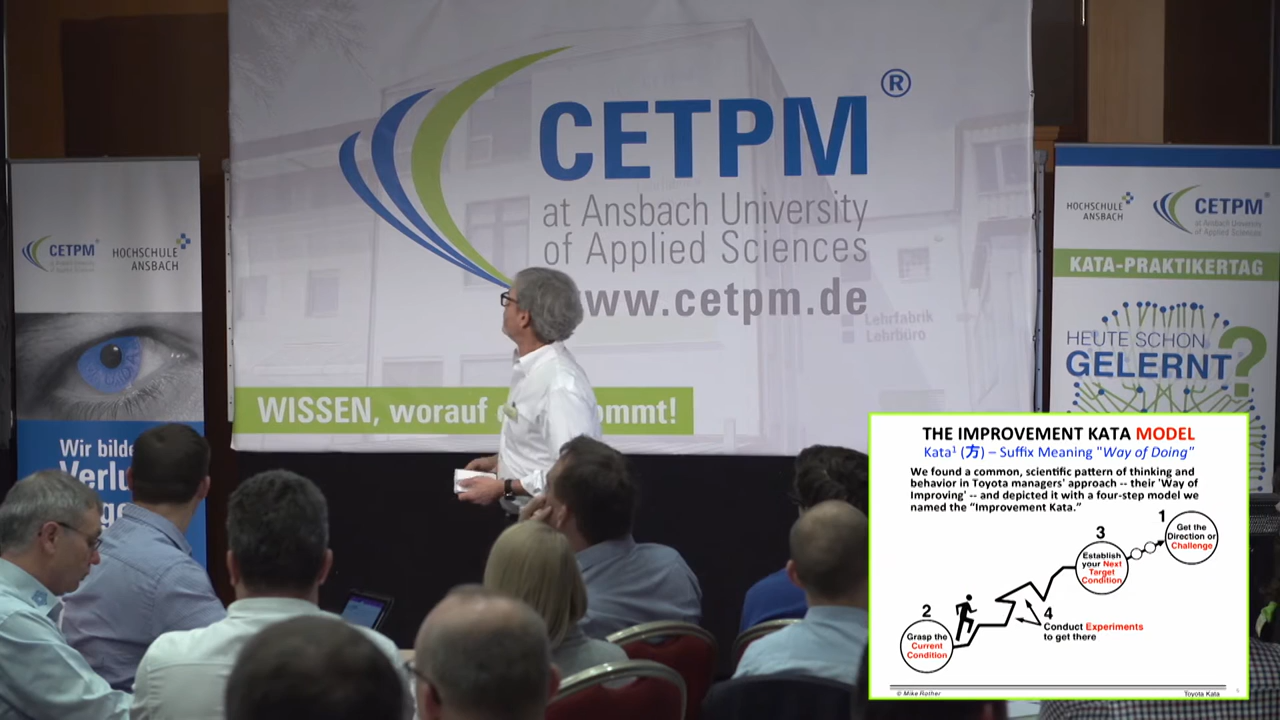 CETPM®
at Ansbach University
of Applied Sciences
www.cetpm.de
Lehrfabrik
Lehrbüro
WISSEN, worauf
ommt!
CETPM
HOCHSCHULE
ANSBACH
Wir bilde
HOCHSCHULE
ANSBACH
CETPM
at Ansbach University
of Applied Sciences
KATA-PRAKTIKERTAG
HEUTE SCHON
GELERNT?
THE IMPROVEMENT KATA MODEL
Kata¹ (方) – Suffix Meaning "Way of Doing"
We found a common, scientific pattern of thinking and
behavior in Toyota managers' approach -- their 'Way of
Improving' -- and depicted it with a four-step model we
named the "Improvement Kata."
1
Get the
Direction or
Challenge
3
Establish
your Next
Target
Condition
4
Conduct Experiments
to get there
2
Grasp the
Current
Condition
© Mike Rother
Toyota Kata